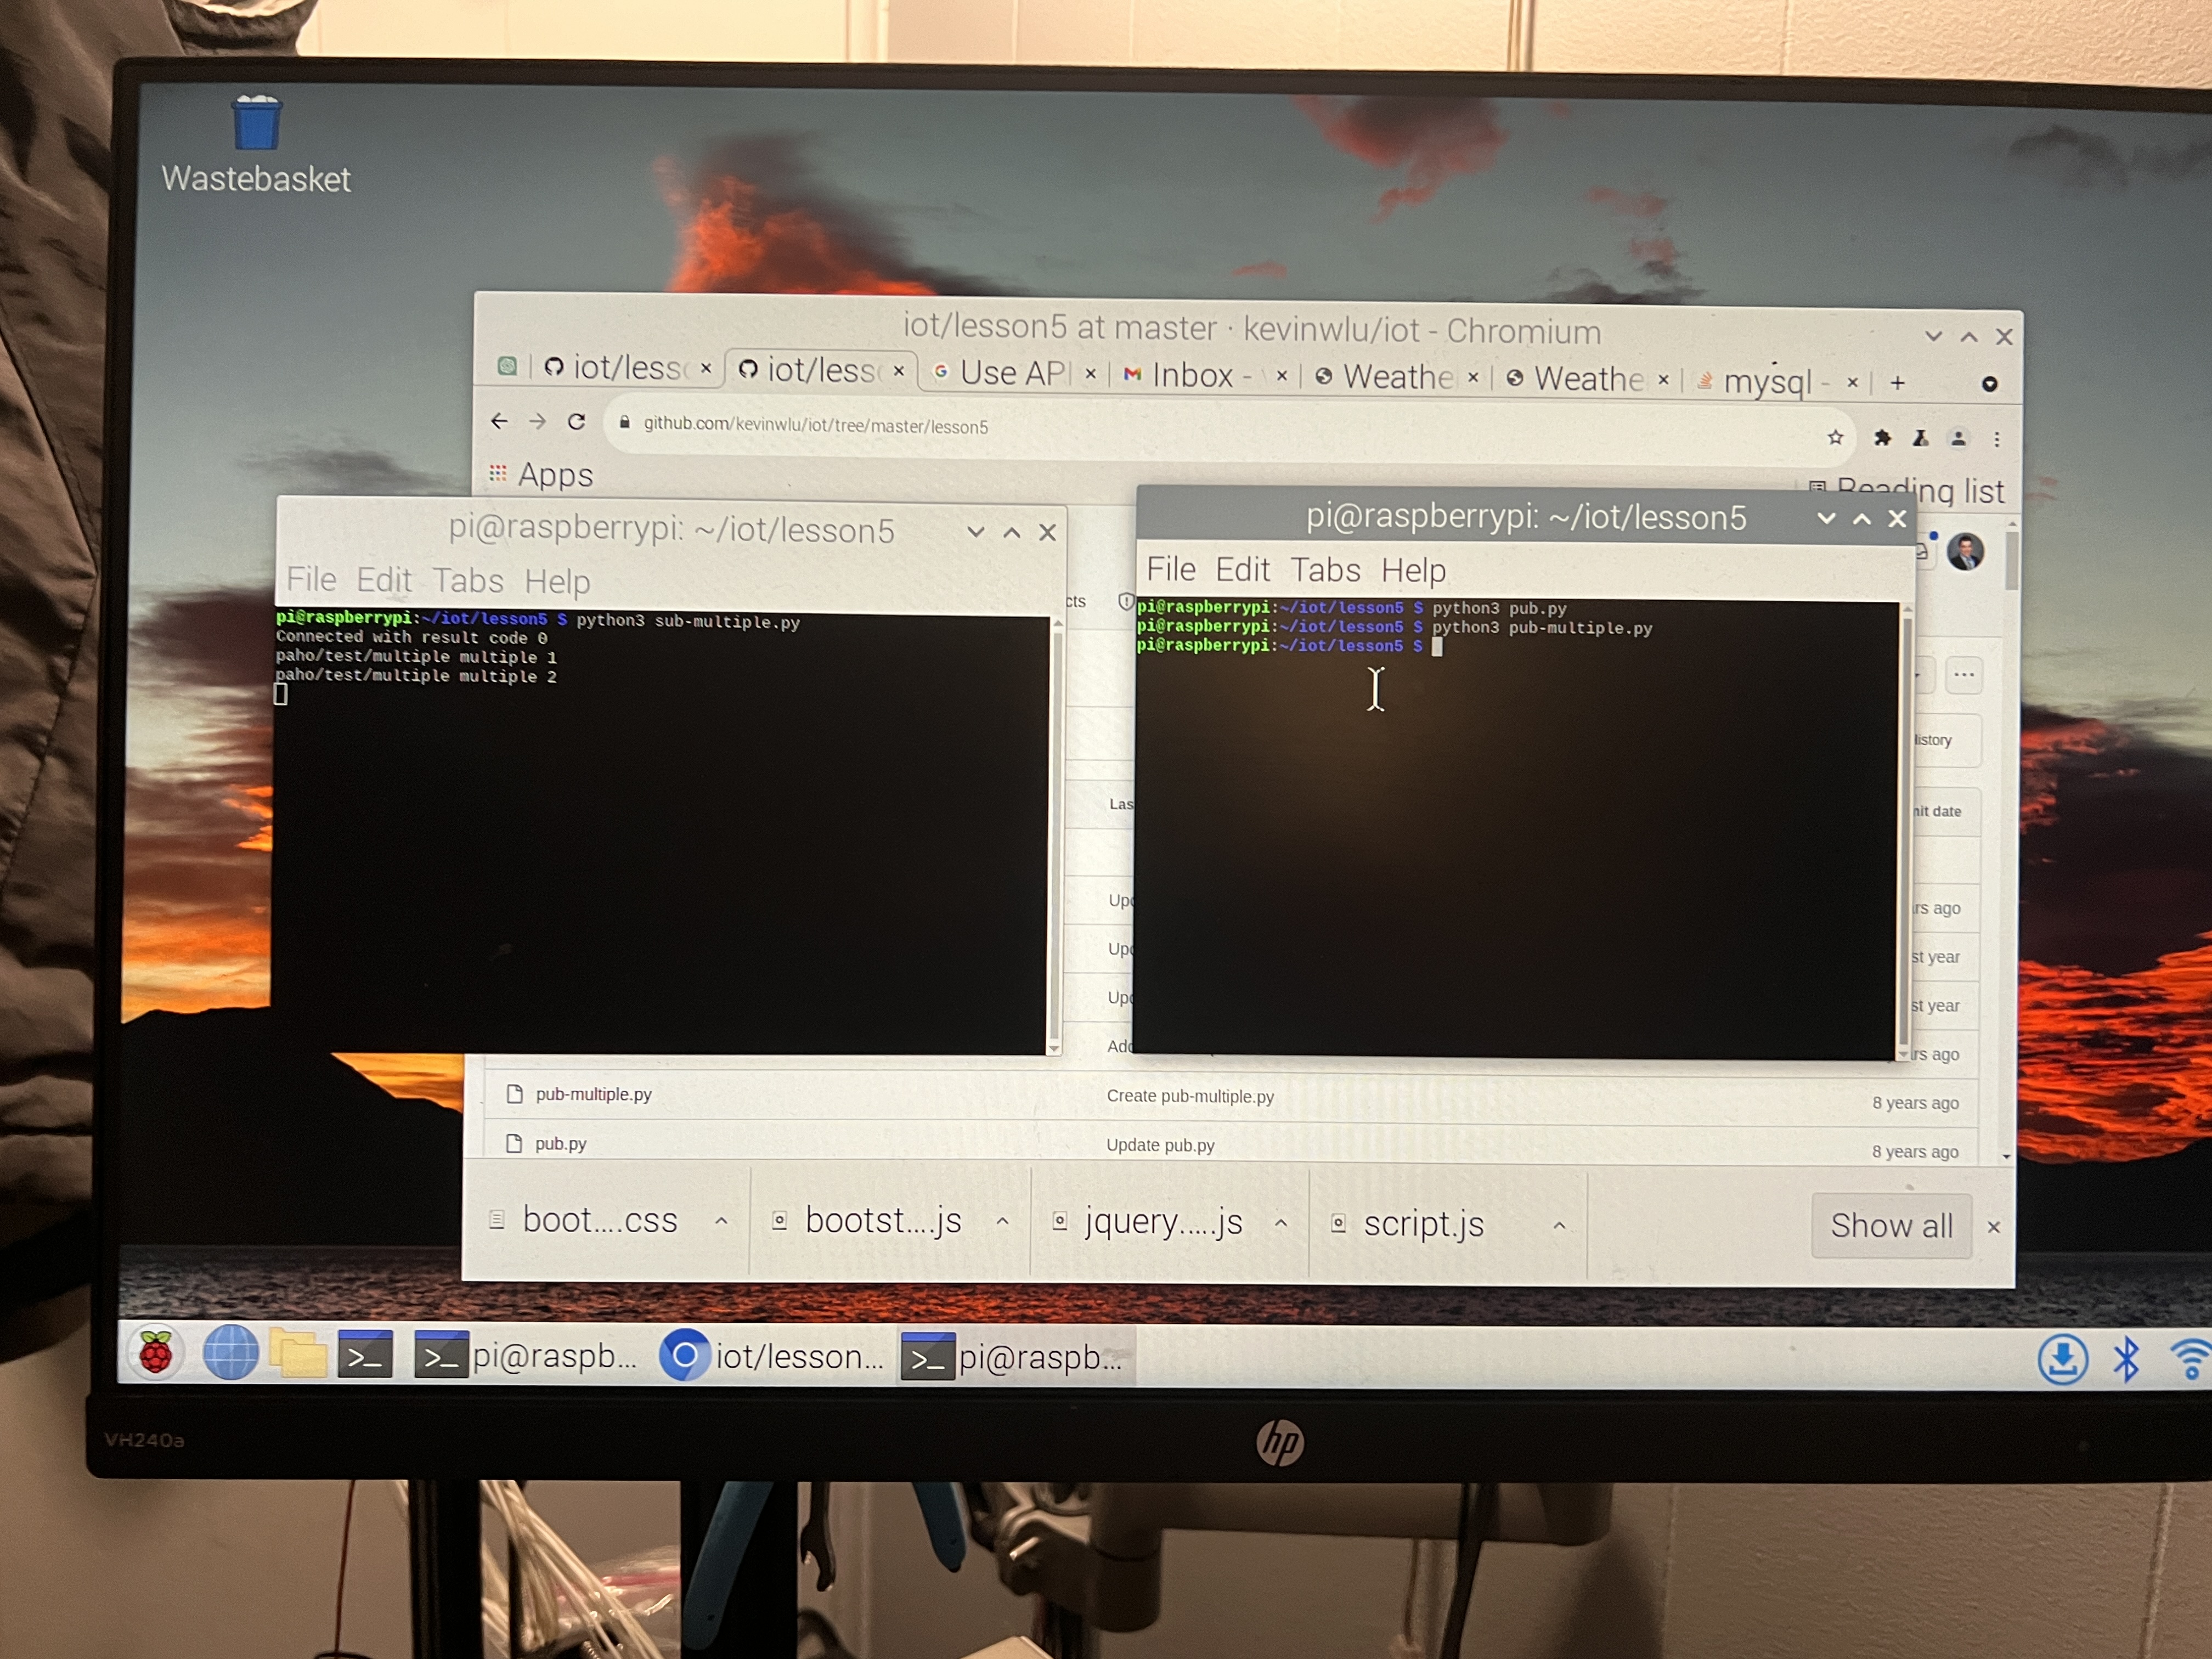 Wastebasket
iot/lesson5 at master · kevinwlu/iot - Chromium
iot/less
iot/less
Use AP
Inbox -
Weathe
Weathe
mysql -
github.com/kevinwlu/iot/tree/master/lesson5
Apps
Reading list
pi@raspberrypi: ~/iot/lesson5
File Edit Tabs Help
pi@raspberrypi:~/iot/lesson5 $ python3 sub-multiple.py
Connected with result code 0
paho/test/multiple multiple 1
paho/test/multiple multiple 2
pi@raspberrypi: ~/iot/lesson5
File Edit Tabs Help
pi@raspberrypi:~/iot/lesson5 $ python3 pub.py
pi@raspberrypi:~/iot/lesson5 $ python3 pub-multiple.py
pi@raspberrypi:~/iot/lesson5 $
cts
istory
Las
it date
Upd
rs ago
Upd
st year
Upd
st year
Add
rs ago
pub-multiple.py Create pub-multiple.py 8 years ago
pub.py Update pub.py 8 years ago
boot....css
bootst....js
jquery.....js
script.js
Show all
pi@raspb...
iot/lesson...
pi@raspb...
VH240a
hp